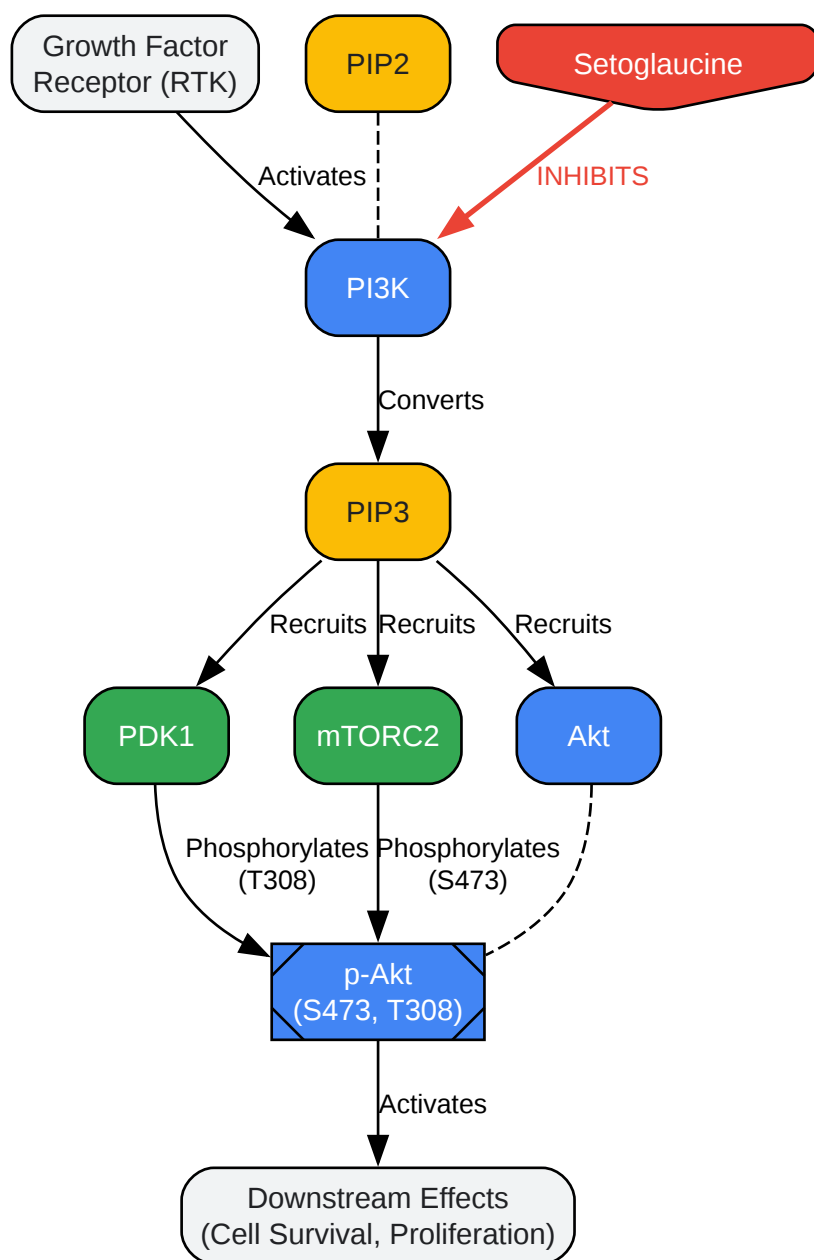 Growth Factor
Receptor (RTK)
PIP2
Setoglaucine
Activates
INHIBITS
PI3K
Converts
PIP3
Recruits
Recruits
Recruits
PDK1
mTORC2
Akt
Phosphorylates
(T308)
Phosphorylates
(S473)
p-Akt
(S473, T308)
Activates
Downstream Effects
(Cell Survival, Proliferation)